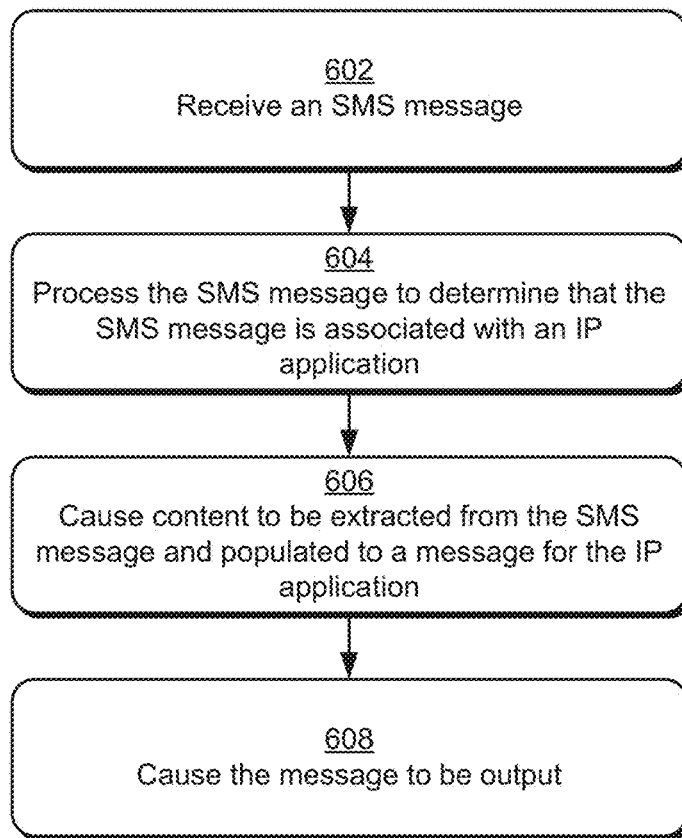 602
Receive an SMS message
604
Process the SMS message to determine that the
SMS message is associated with an IP
application
606
Cause content to be extracted from the SMS
message and populated to a message for the IP
application
608
Cause the message to be output